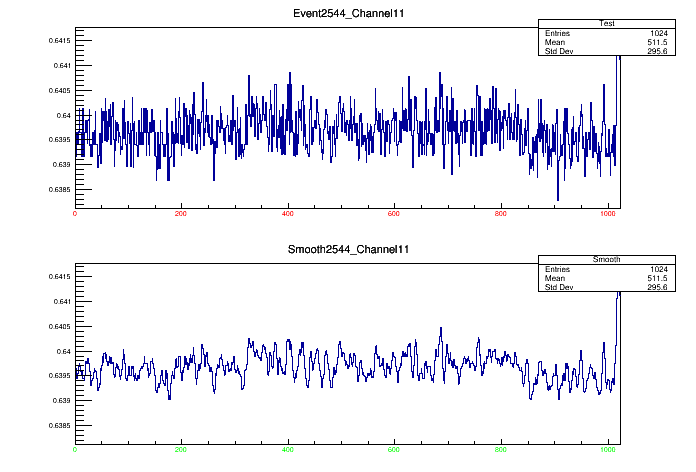 Event2544_Channel11
Test
Entries 1024
Mean 511.5
Std Dev 295.6
0.6415
0.641
0.6405
0.64
0.6395
0.639
0.6385
0 200 400 600 800 1000
Smooth2544_Channel11
Smooth
Entries 1024
Mean 511.5
Std Dev 295.6
0.6415
0.641
0.6405
0.64
0.6395
0.639
0.6385
0 200 400 600 800 1000